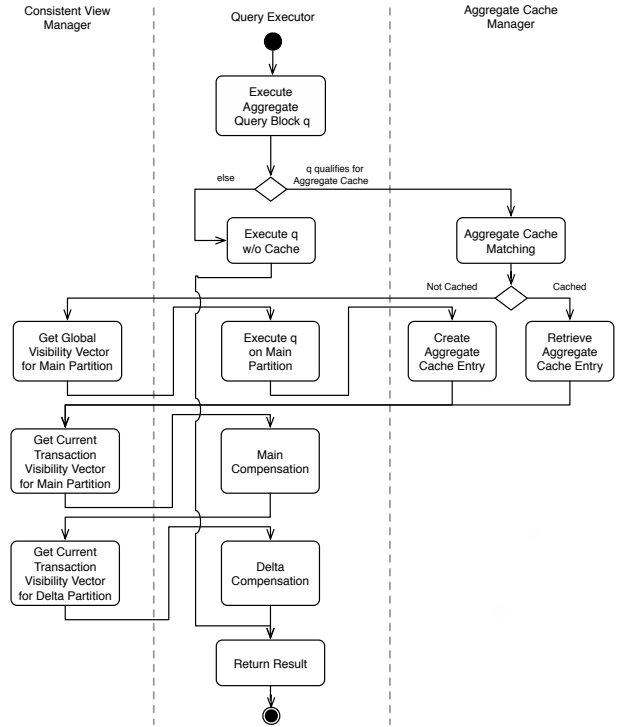 Consistent View
Manager
Query Executor
Aggregate Cache
Manager
Execute
Aggregate
Query Block q
else
q qualifies for
Aggregate Cache
Execute q
w/o Cache
Aggregate Cache
Matching
Not Cached
Cached
Get Global
Visibility Vector
for Main Partition
Execute q
on Main
Partition
Create
Aggregate
Cache Entry
Retrieve
Aggregate
Cache Entry
Get Current
Transaction
Visibility Vector
for Main Partition
Main
Compensation
Get Current
Transaction
Visibility Vector
for Delta Partition
Delta
Compensation
Return Result